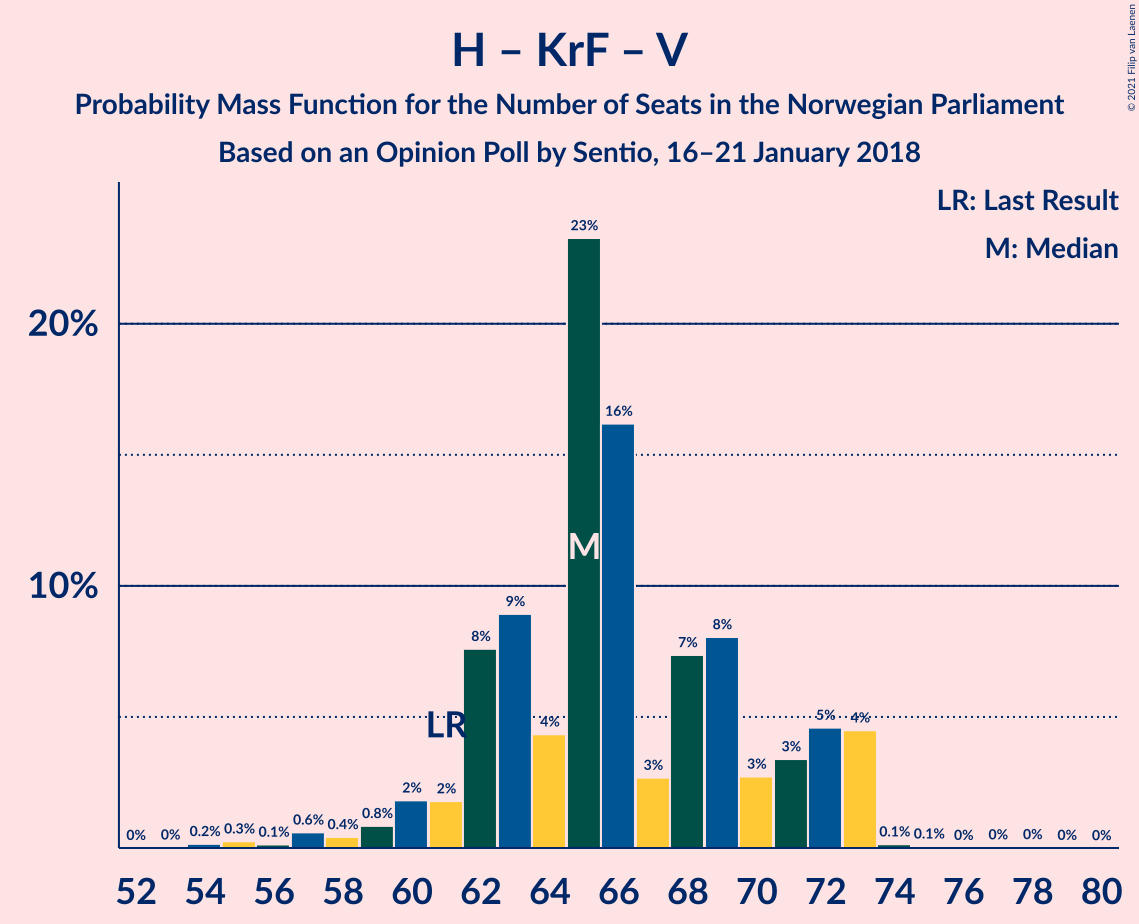 H – KrF – V
Probability Mass Function for the Number of Seats in the Norwegian Parliament
Based on an Opinion Poll by Sentio, 16–21 January 2018
© 2021 Filip van Laenen
LR: Last Result
M: Median
20%
10%
0% 0% 0.2% 0.3% 0.1% 0.6% 0.4% 0.8% 2% 2% 8% 9% 4% 23% 16% 3% 7% 8% 3% 3% 5% 4% 0.1% 0.1% 0% 0% 0% 0% 0%
LR
M
52 54 56 58 60 62 64 66 68 70 72 74 76 78 80